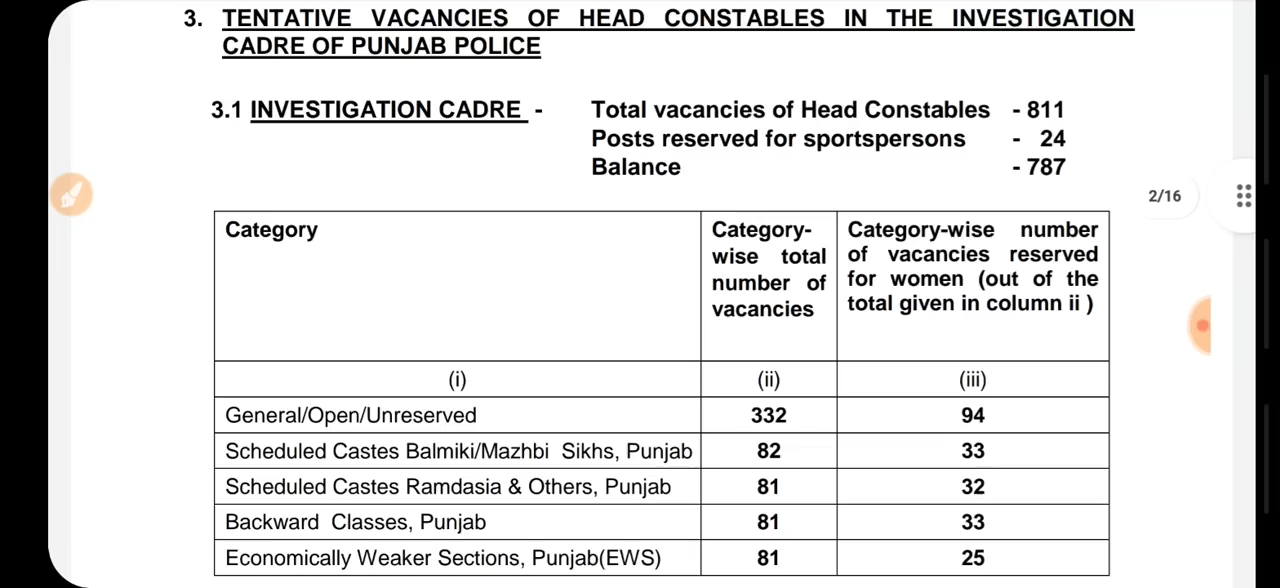 3. TENTATIVE VACANCIES OF HEAD CONSTABLES IN THE INVESTIGATION
CADRE OF PUNJAB POLICE
3.1 INVESTIGATION CADRE - Total vacancies of Head Constables - 811
Posts reserved for sportspersons - 24
Balance - 787
2/16
Category
Category-
wise total
number of
vacancies
Category-wise number
of vacancies reserved
for women (out of the
total given in column ii )
(i) (ii) (iii)
General/Open/Unreserved 332 94
Scheduled Castes Balmiki/Mazhbi Sikhs, Punjab 82 33
Scheduled Castes Ramdasia & Others, Punjab 81 32
Backward Classes, Punjab 81 33
Economically Weaker Sections, Punjab(EWS) 81 25